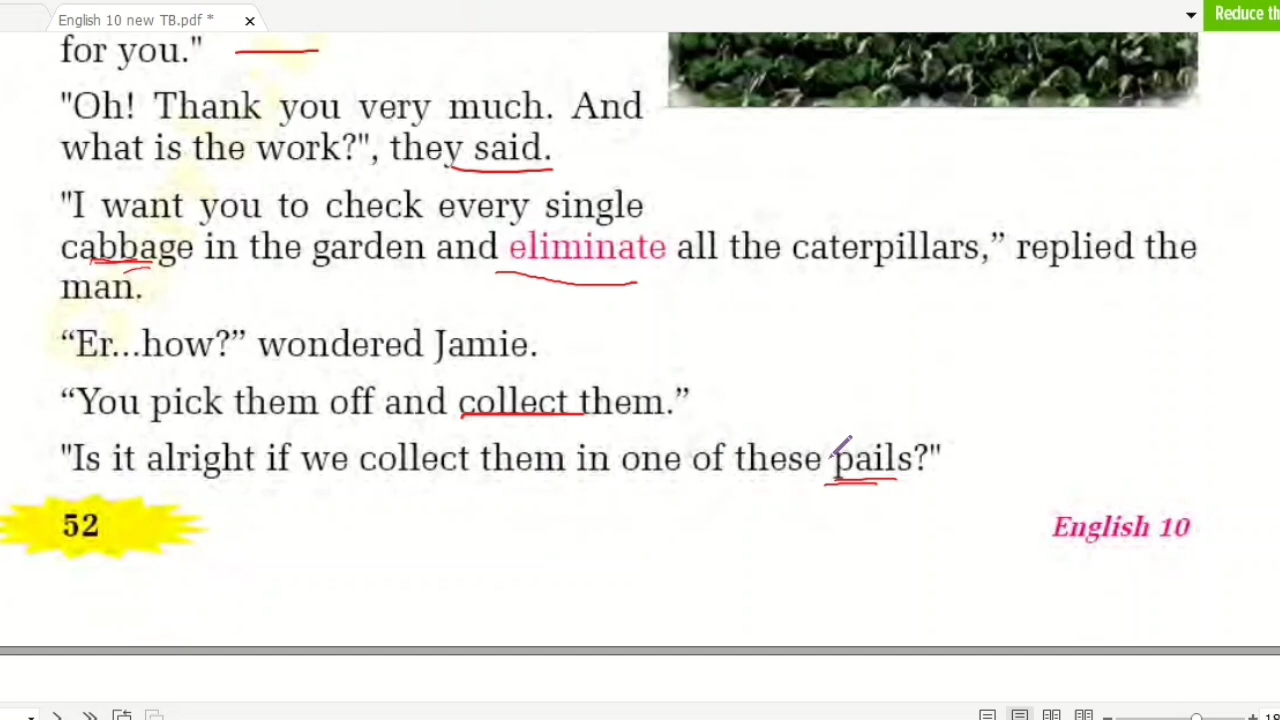 English 10 new TB.pdf *
Reduce th
for you."
"Oh! Thank you very much. And
what is the work?", they said.
"I want you to check every single
cabbage in the garden and eliminate all the caterpillars,” replied the
man.
“Er...how?” wondered Jamie.
“You pick them off and collect them.”
"Is it alright if we collect them in one of these pails?"
52
English 10